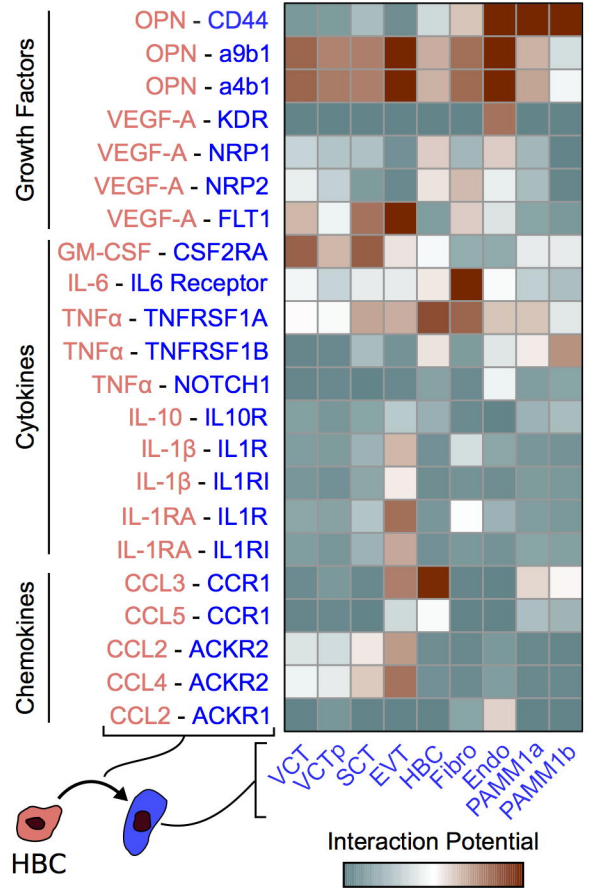 Growth Factors
OPN - CD44
OPN - a9b1
OPN - a4b1
VEGF-A - KDR
VEGF-A - NRP1
VEGF-A - NRP2
VEGF-A - FLT1
Cytokines
GM-CSF - CSF2RA
IL-6 - IL6 Receptor
TNFα - TNFRSF1A
TNFα - TNFRSF1B
TNFα - NOTCH1
IL-10 - IL10R
IL-1β - IL1R
IL-1β - IL1RI
IL-1RA - IL1R
IL-1RA - IL1RI
Chemokines
CCL3 - CCR1
CCL5 - CCR1
CCL2 - ACKR2
CCL4 - ACKR2
CCL2 - ACKR1
VCT
VCTp
SCT
EVT
HBC
Fibro
Endo
PAMM1a
PAMM1b
HBC
Interaction Potential